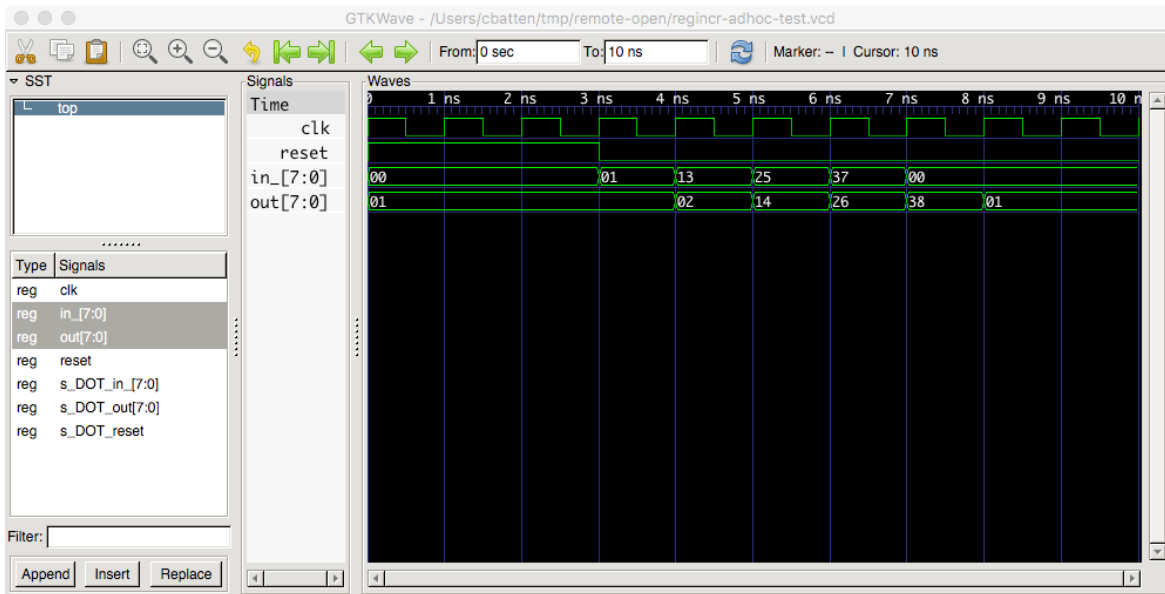 GTKWave - /Users/cbatten/tmp/remote-open/regincr-adhoc-test.vcd
From: 0 sec To: 10 ns Marker: -- | Cursor: 10 ns
SST
top
Type Signals
reg clk
reg in_[7:0]
reg out[7:0]
reg reset
reg s_DOT_in_[7:0]
reg s_DOT_out[7:0]
reg s_DOT_reset
Filter:
Append Insert Replace
Signals
Time
clk
reset
in_[7:0]
out[7:0]
Waves
0 1 ns 2 ns 3 ns 4 ns 5 ns 6 ns 7 ns 8 ns 9 ns 10 n
00 01 13 25 37 00
01 02 14 26 38 01